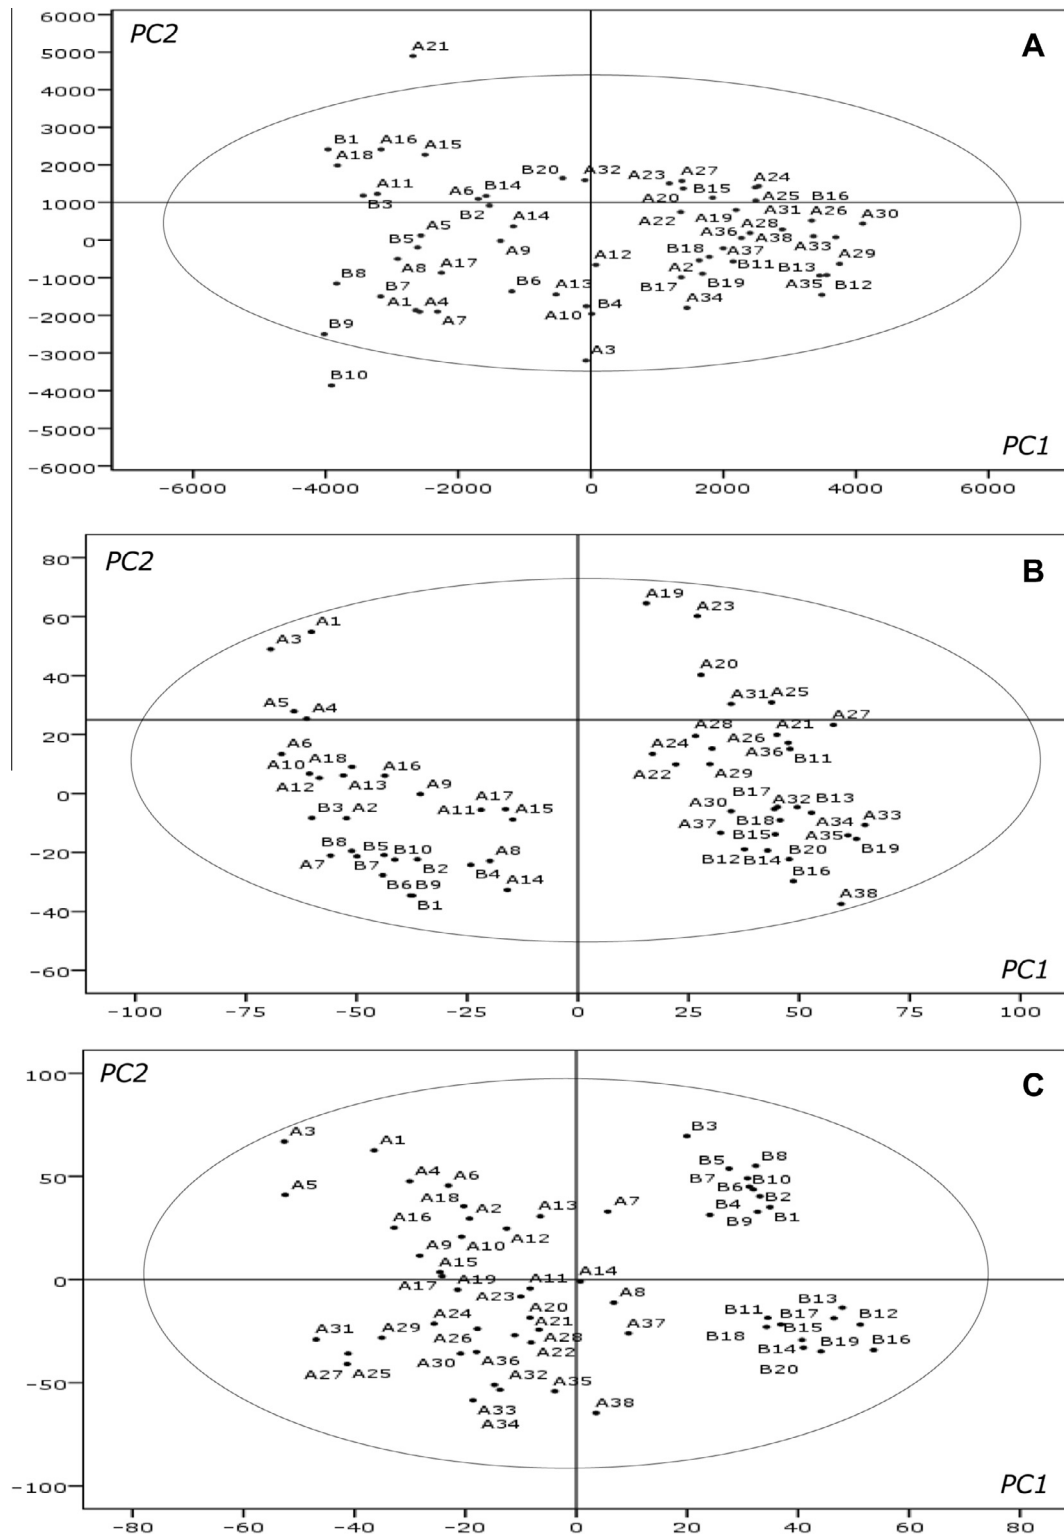 6000
PC2
A21
A
5000
4000
3000
B1 A16 A15
A18
2000
B20 A32 A23 A27 A24
A11 A6 B14 A20 B15 A25 B16
1000
B3 B2 A14 A22 A19 A31 A26 A30
A5 A36 A28
0
B5 A9 A38 A33
A8 A17 A12 B18 A37 A29
-1000
B8 B6 A13 A2 B11 B13
B7 B17 B19 A35 B12
A1 A4 B4 A34
-2000
A7 A10
B9
-3000
A3
B10
-4000
-5000
PC1
-6000
-6000 -4000 -2000 0 2000 4000 6000
80
PC2
B
A19
A23
60
A1
A3
40
A20
A5 A4 A31 A25
A28 A21 A27
20
A6 A24 A26
A10 A18 A16 A36 B11
A12 A13 A9 A22 A29
0
A17 B17
B3 A2 A11 A15 A30 A32 B13
A37 B18 A34 A33
B8 B5 B10 A8 B15 A35
-20
A7 B7 B2 B4 B12 B14 B20 B19
B6 B9 A14 B16
B1
A38
-40
-60
PC1
-100 -75 -50 -25 0 25 50 75 100
100
PC2
C
A3 B3
A1
50
A4 A6 B5 B8
A5 B7 B6 B10
A18 A2 A13 A7 B4 B2
A16 B9 B1
A9 A10 A12
A15
0
A17 A19 A11 A14
A23 A8 B13
A24 A20 B11 B17 B12
A31 A29 A21 A37
A26 A28 B18 B15 B19 B16
A22 B14
A27 A25 A30 A36 B20
-50
A32 A35
A33 A38
A34
-100
PC1
-80 -60 -40 -20 0 20 40 60 80